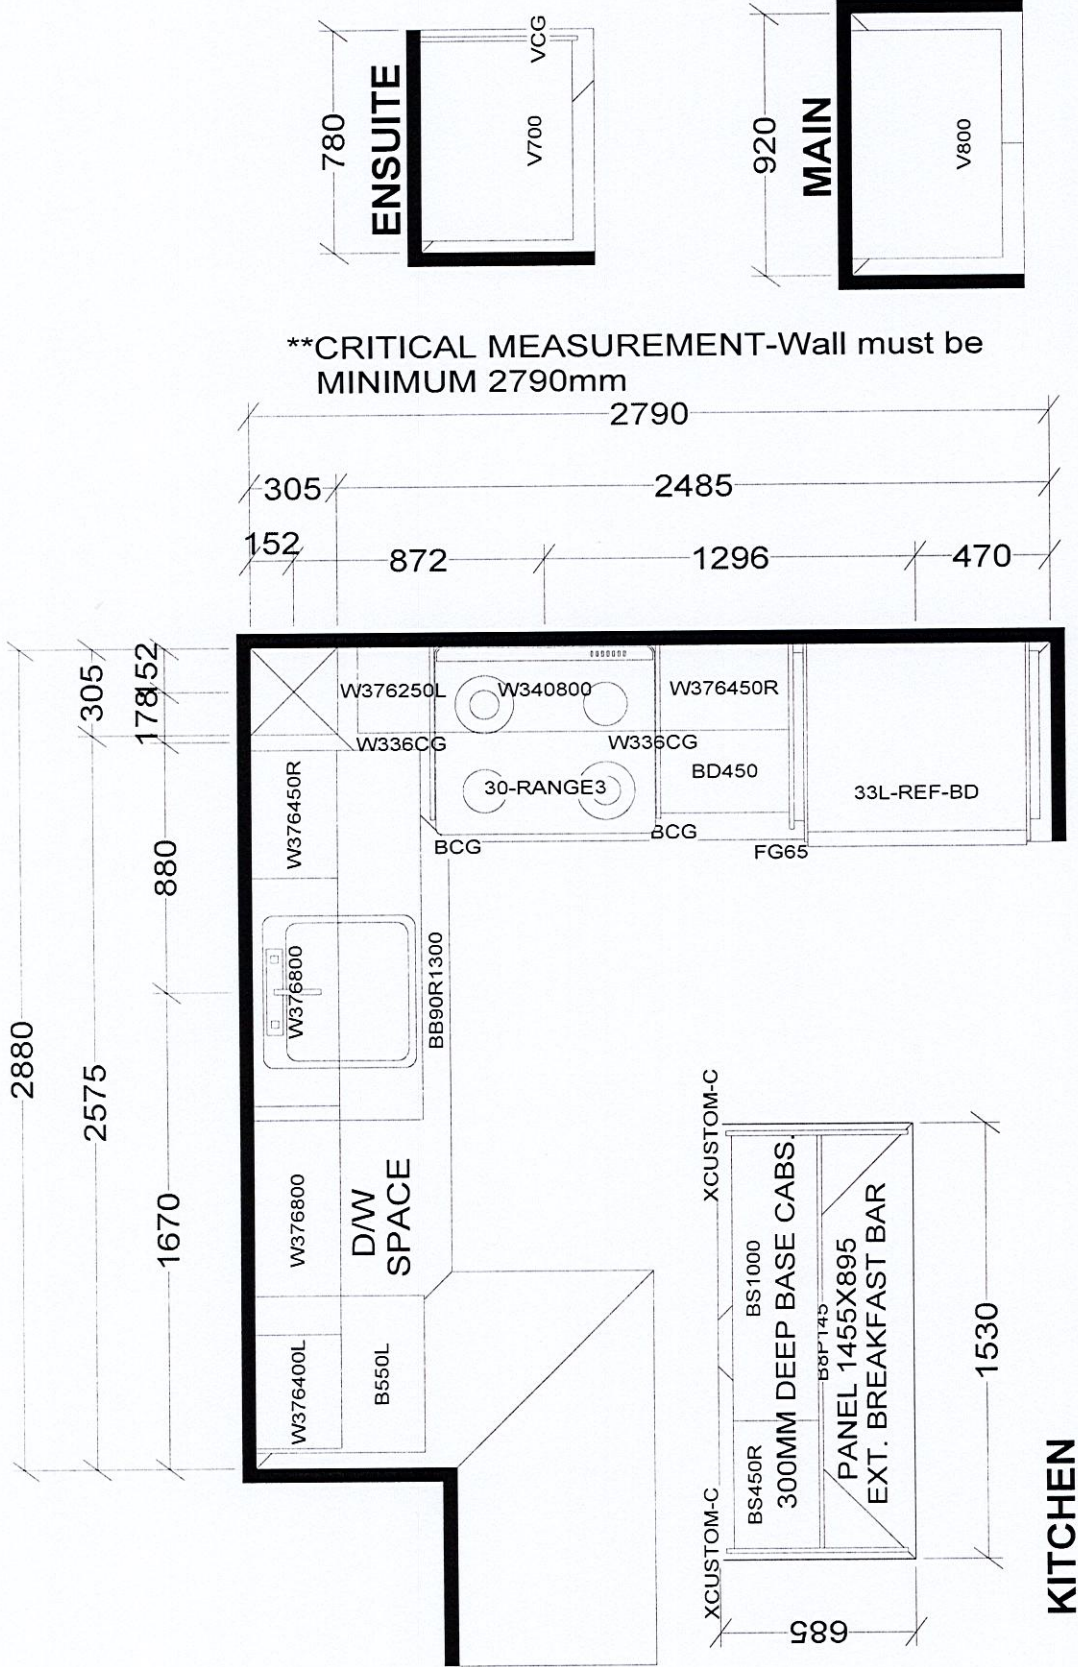 780
ENSUITE
VCG
V700
920
MAIN
V800
**CRITICAL MEASUREMENT-Wall must be
MINIMUM 2790mm
2790
305
2485
152
872
1296
470
2880
305
2575
152
178
880
1670
W376250L
W340800
W376450R
W336CG
W336CG
30-RANGE3
BD450
33L-REF-BD
BCG
BCG
FG65
W376450R
W376800
BB90R1300
W376800
D/W
SPACE
W376400L
B550L
XCUSTOM-C
XCUSTOM-C
BS1000
BS450R
300MM DEEP BASE CABS.
PANEL 1455X895
EXT. BREAKFAST BAR
1530
685
KITCHEN